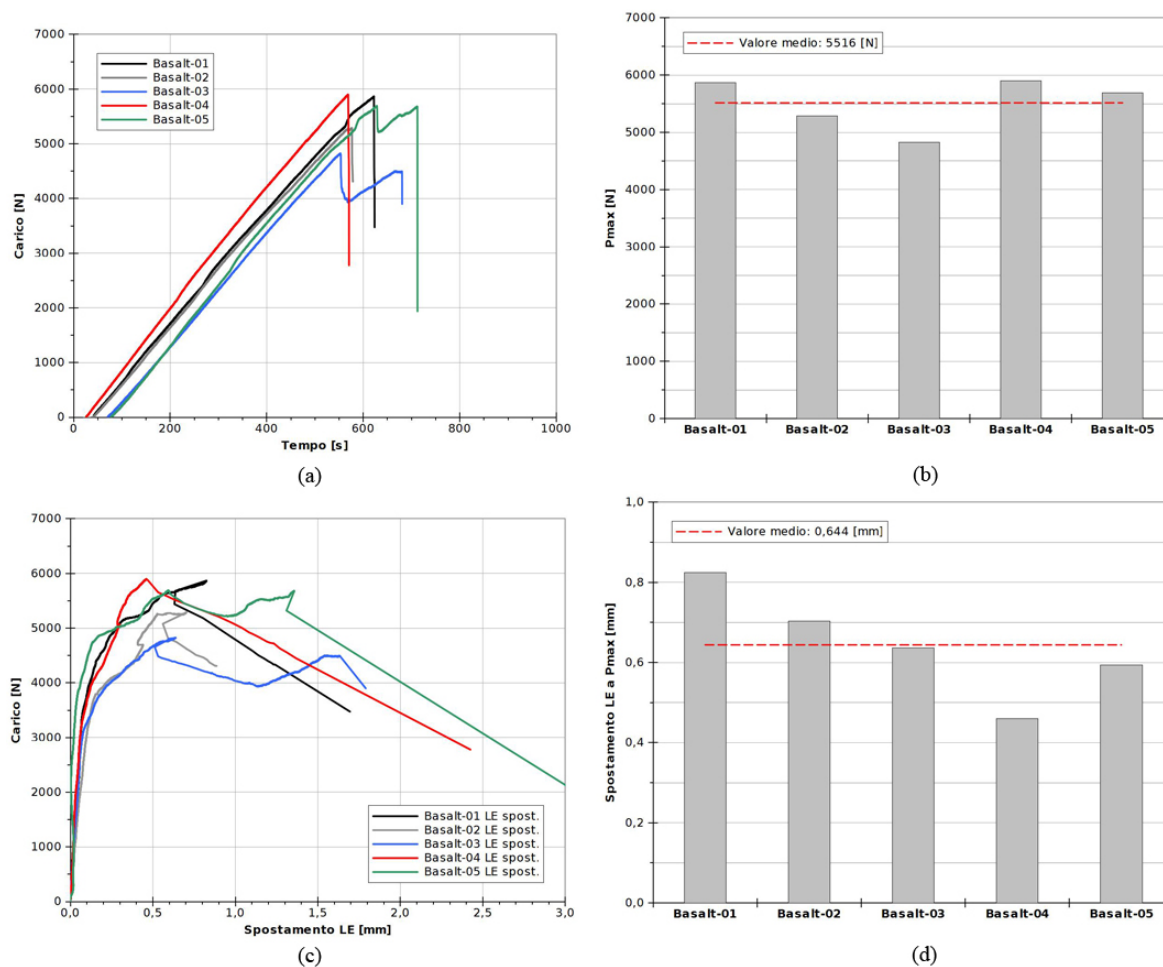 7000
6000
5000
4000
3000
2000
1000
0
Carico [N]
Basalt-01
Basalt-02
Basalt-03
Basalt-04
Basalt-05
0 200 400 600 800 1000
Tempo [s]
(a)
7000
6000
5000
4000
3000
2000
1000
0
Pmax [N]
Valore medio: 5516 [N]
Basalt-01 Basalt-02 Basalt-03 Basalt-04 Basalt-05
(b)
7000
6000
5000
4000
3000
2000
1000
0
Carico [N]
Basalt-01 LE spost.
Basalt-02 LE spost.
Basalt-03 LE spost.
Basalt-04 LE spost.
Basalt-05 LE spost.
0,0 0,5 1,0 1,5 2,0 2,5 3,0
Spostamento LE [mm]
(c)
1,0
0,8
0,6
0,4
0,2
0,0
Spostamento LE a Pmax [mm]
Valore medio: 0,644 [mm]
Basalt-01 Basalt-02 Basalt-03 Basalt-04 Basalt-05
(d)